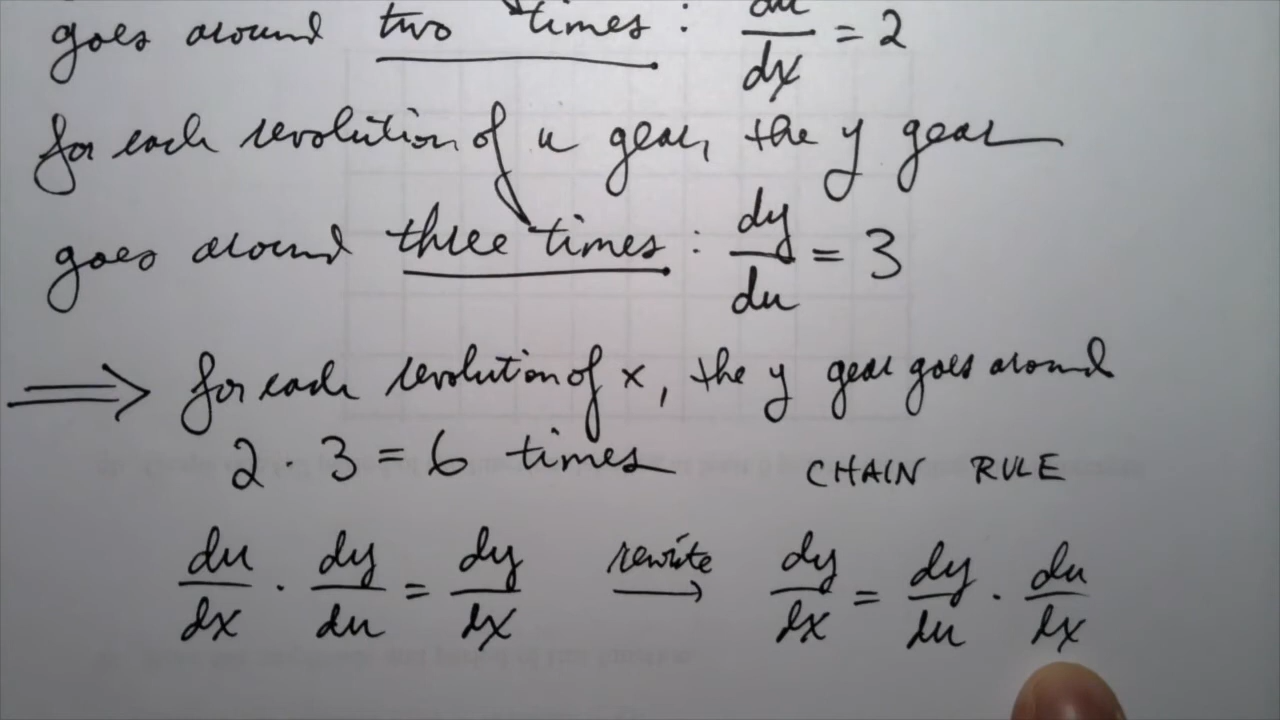 goes around two times : du/dx = 2
for each revolution of u gear, the y gear
goes around three times : dy/du = 3
⟹ for each revolution of x, the y gear goes around
2 · 3 = 6 times CHAIN RULE
du/dx · dy/du = dy/dx rewrite → dy/dx = dy/du · du/dx